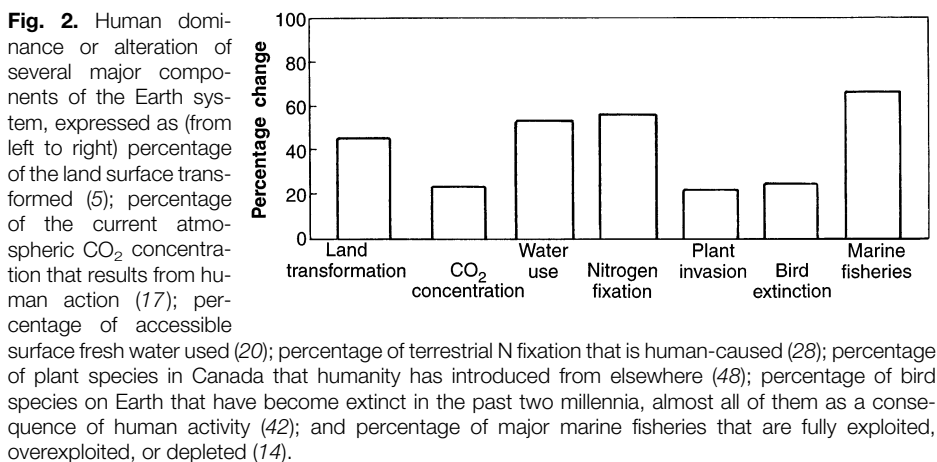 Fig. 2. Human domi-
nance or alteration of
several major compo-
nents of the Earth sys-
tem, expressed as (from
left to right) percentage
of the land surface trans-
formed (5); percentage
of the current atmo-
spheric CO2 concentra-
tion that results from hu-
man action (17); per-
centage of accessible
surface fresh water used (20); percentage of terrestrial N fixation that is human-caused (28); percentage
of plant species in Canada that humanity has introduced from elsewhere (48); percentage of bird
species on Earth that have become extinct in the past two millennia, almost all of them as a conse-
quence of human activity (42); and percentage of major marine fisheries that are fully exploited,
overexploited, or depleted (14).
Percentage change
100
80
60
40
20
0
Land
transformation
CO2
concentration
Water
use
Nitrogen
fixation
Plant
invasion
Bird
extinction
Marine
fisheries